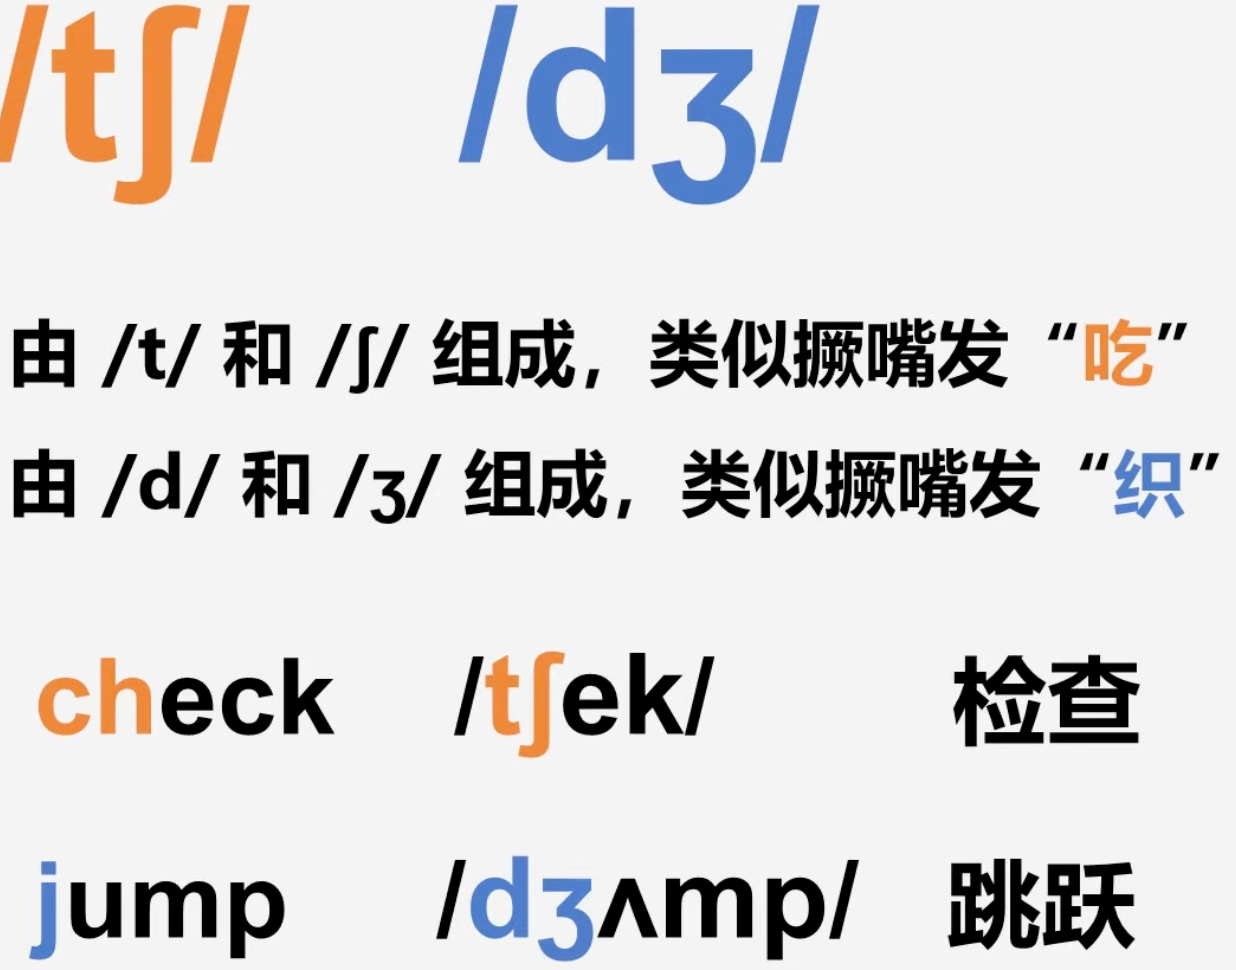 /tʃ/ /dʒ/
由 /t/ 和 /ʃ/ 组成，类似撅嘴发“吃”
由 /d/ 和 /ʒ/ 组成，类似撅嘴发“织”
check /tʃek/ 检查
jump /dʒʌmp/ 跳跃